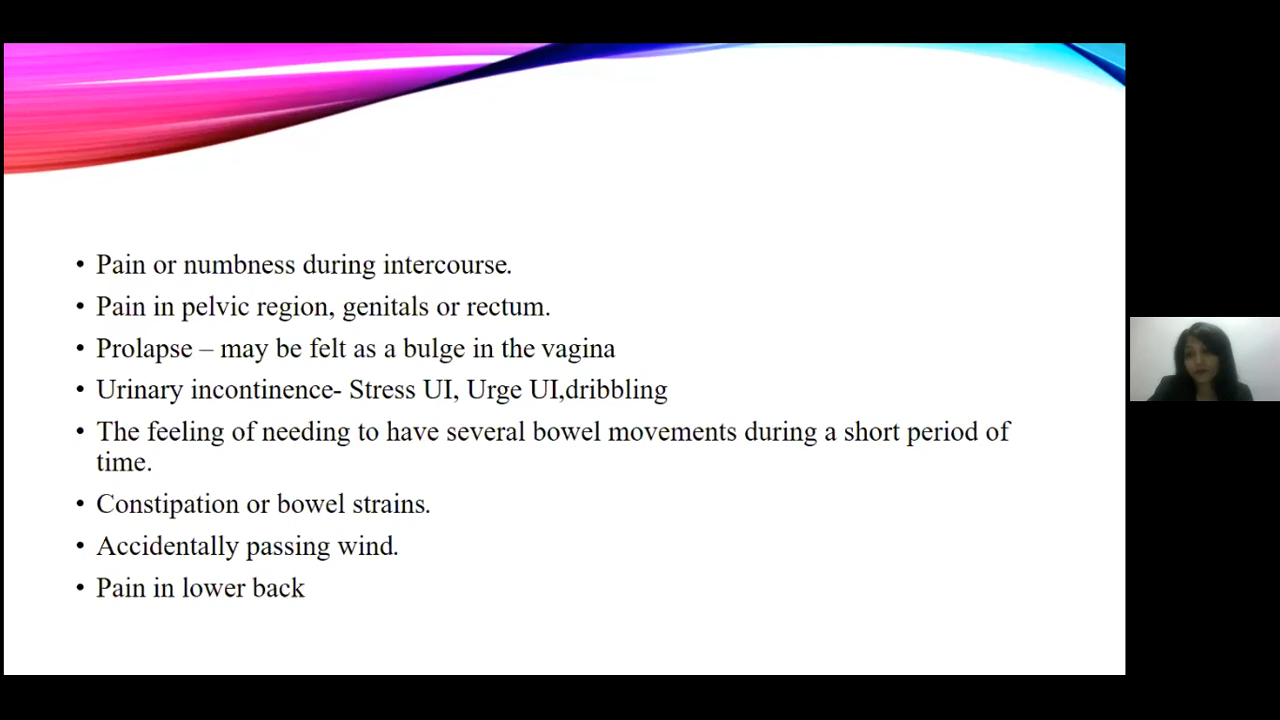 • Pain or numbness during intercourse.
• Pain in pelvic region, genitals or rectum.
• Prolapse – may be felt as a bulge in the vagina
• Urinary incontinence- Stress UI, Urge UI,dribbling
• The feeling of needing to have several bowel movements during a short period of
time.
• Constipation or bowel strains.
• Accidentally passing wind.
• Pain in lower back